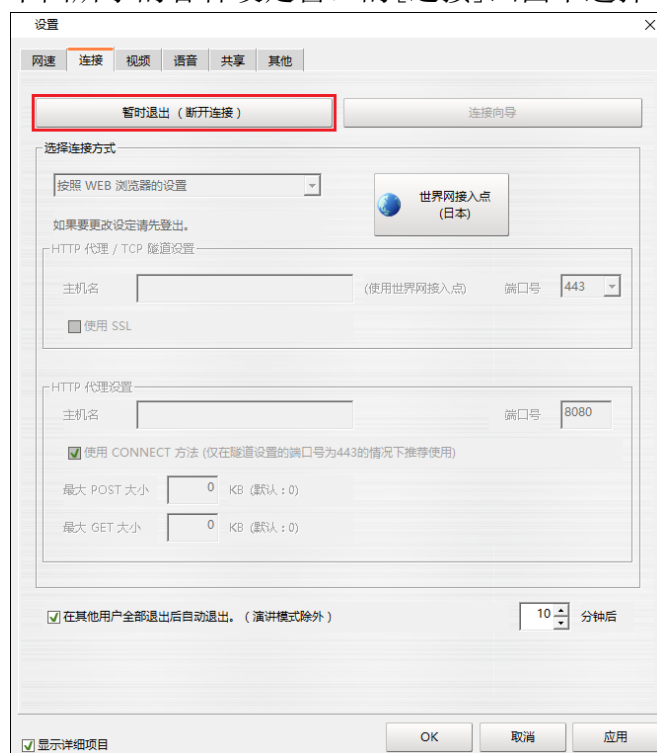 设置
网速 连接 视频 语音 共享 其他
暂时退出（断开连接） 连接向导
选择连接方式
按照 WEB 浏览器的设置
世界网接入点
(日本)
如果要更改设定请先登出。
HTTP 代理 / TCP 隧道设置
主机名 (使用世界网接入点) 端口号 443
使用 SSL
HTTP 代理设置
主机名 端口号 8080
使用 CONNECT 方法 (仅在隧道设置的端口号为443的情况下推荐使用)
最大 POST 大小 0 KB (默认：0)
最大 GET 大小 0 KB (默认：0)
在其他用户全部退出后自动退出。（演讲模式除外） 10 分钟后
显示详细项目 OK 取消 应用